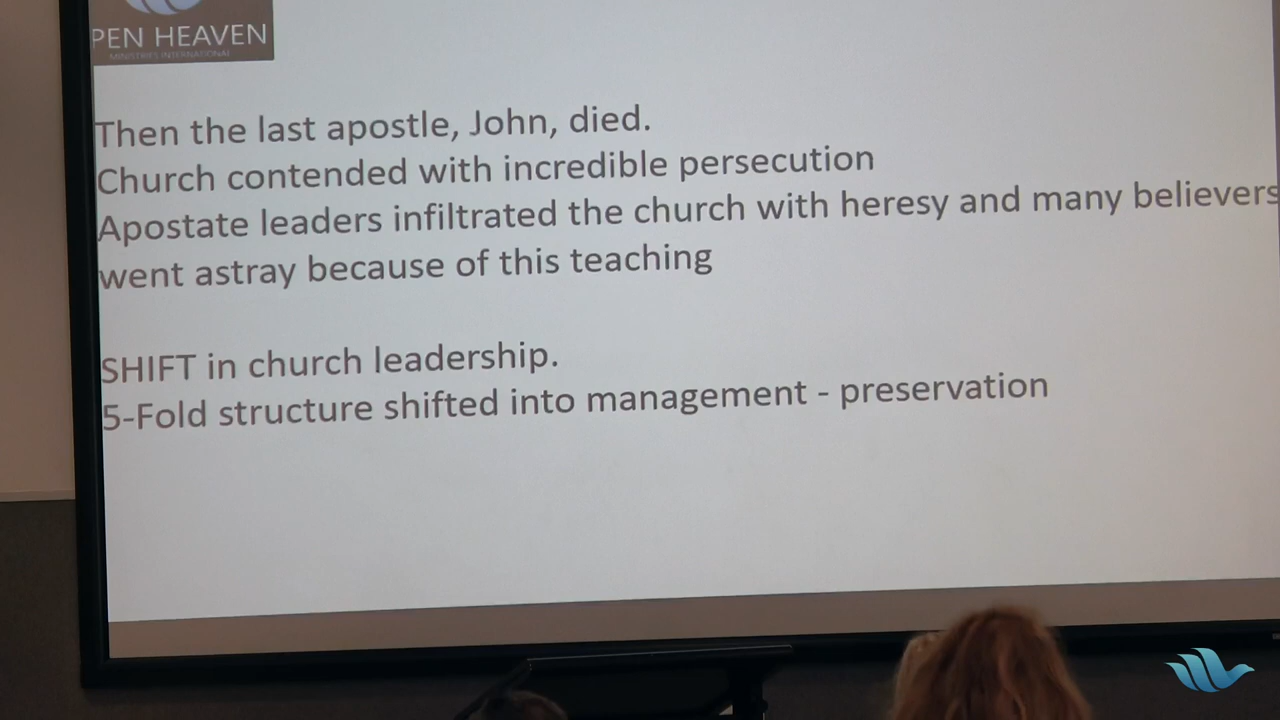 PEN HEAVEN
MINISTRIES INTERNATIONAL
Then the last apostle, John, died.
Church contended with incredible persecution
Apostate leaders infiltrated the church with heresy and many believers
went astray because of this teaching
SHIFT in church leadership.
5-Fold structure shifted into management - preservation